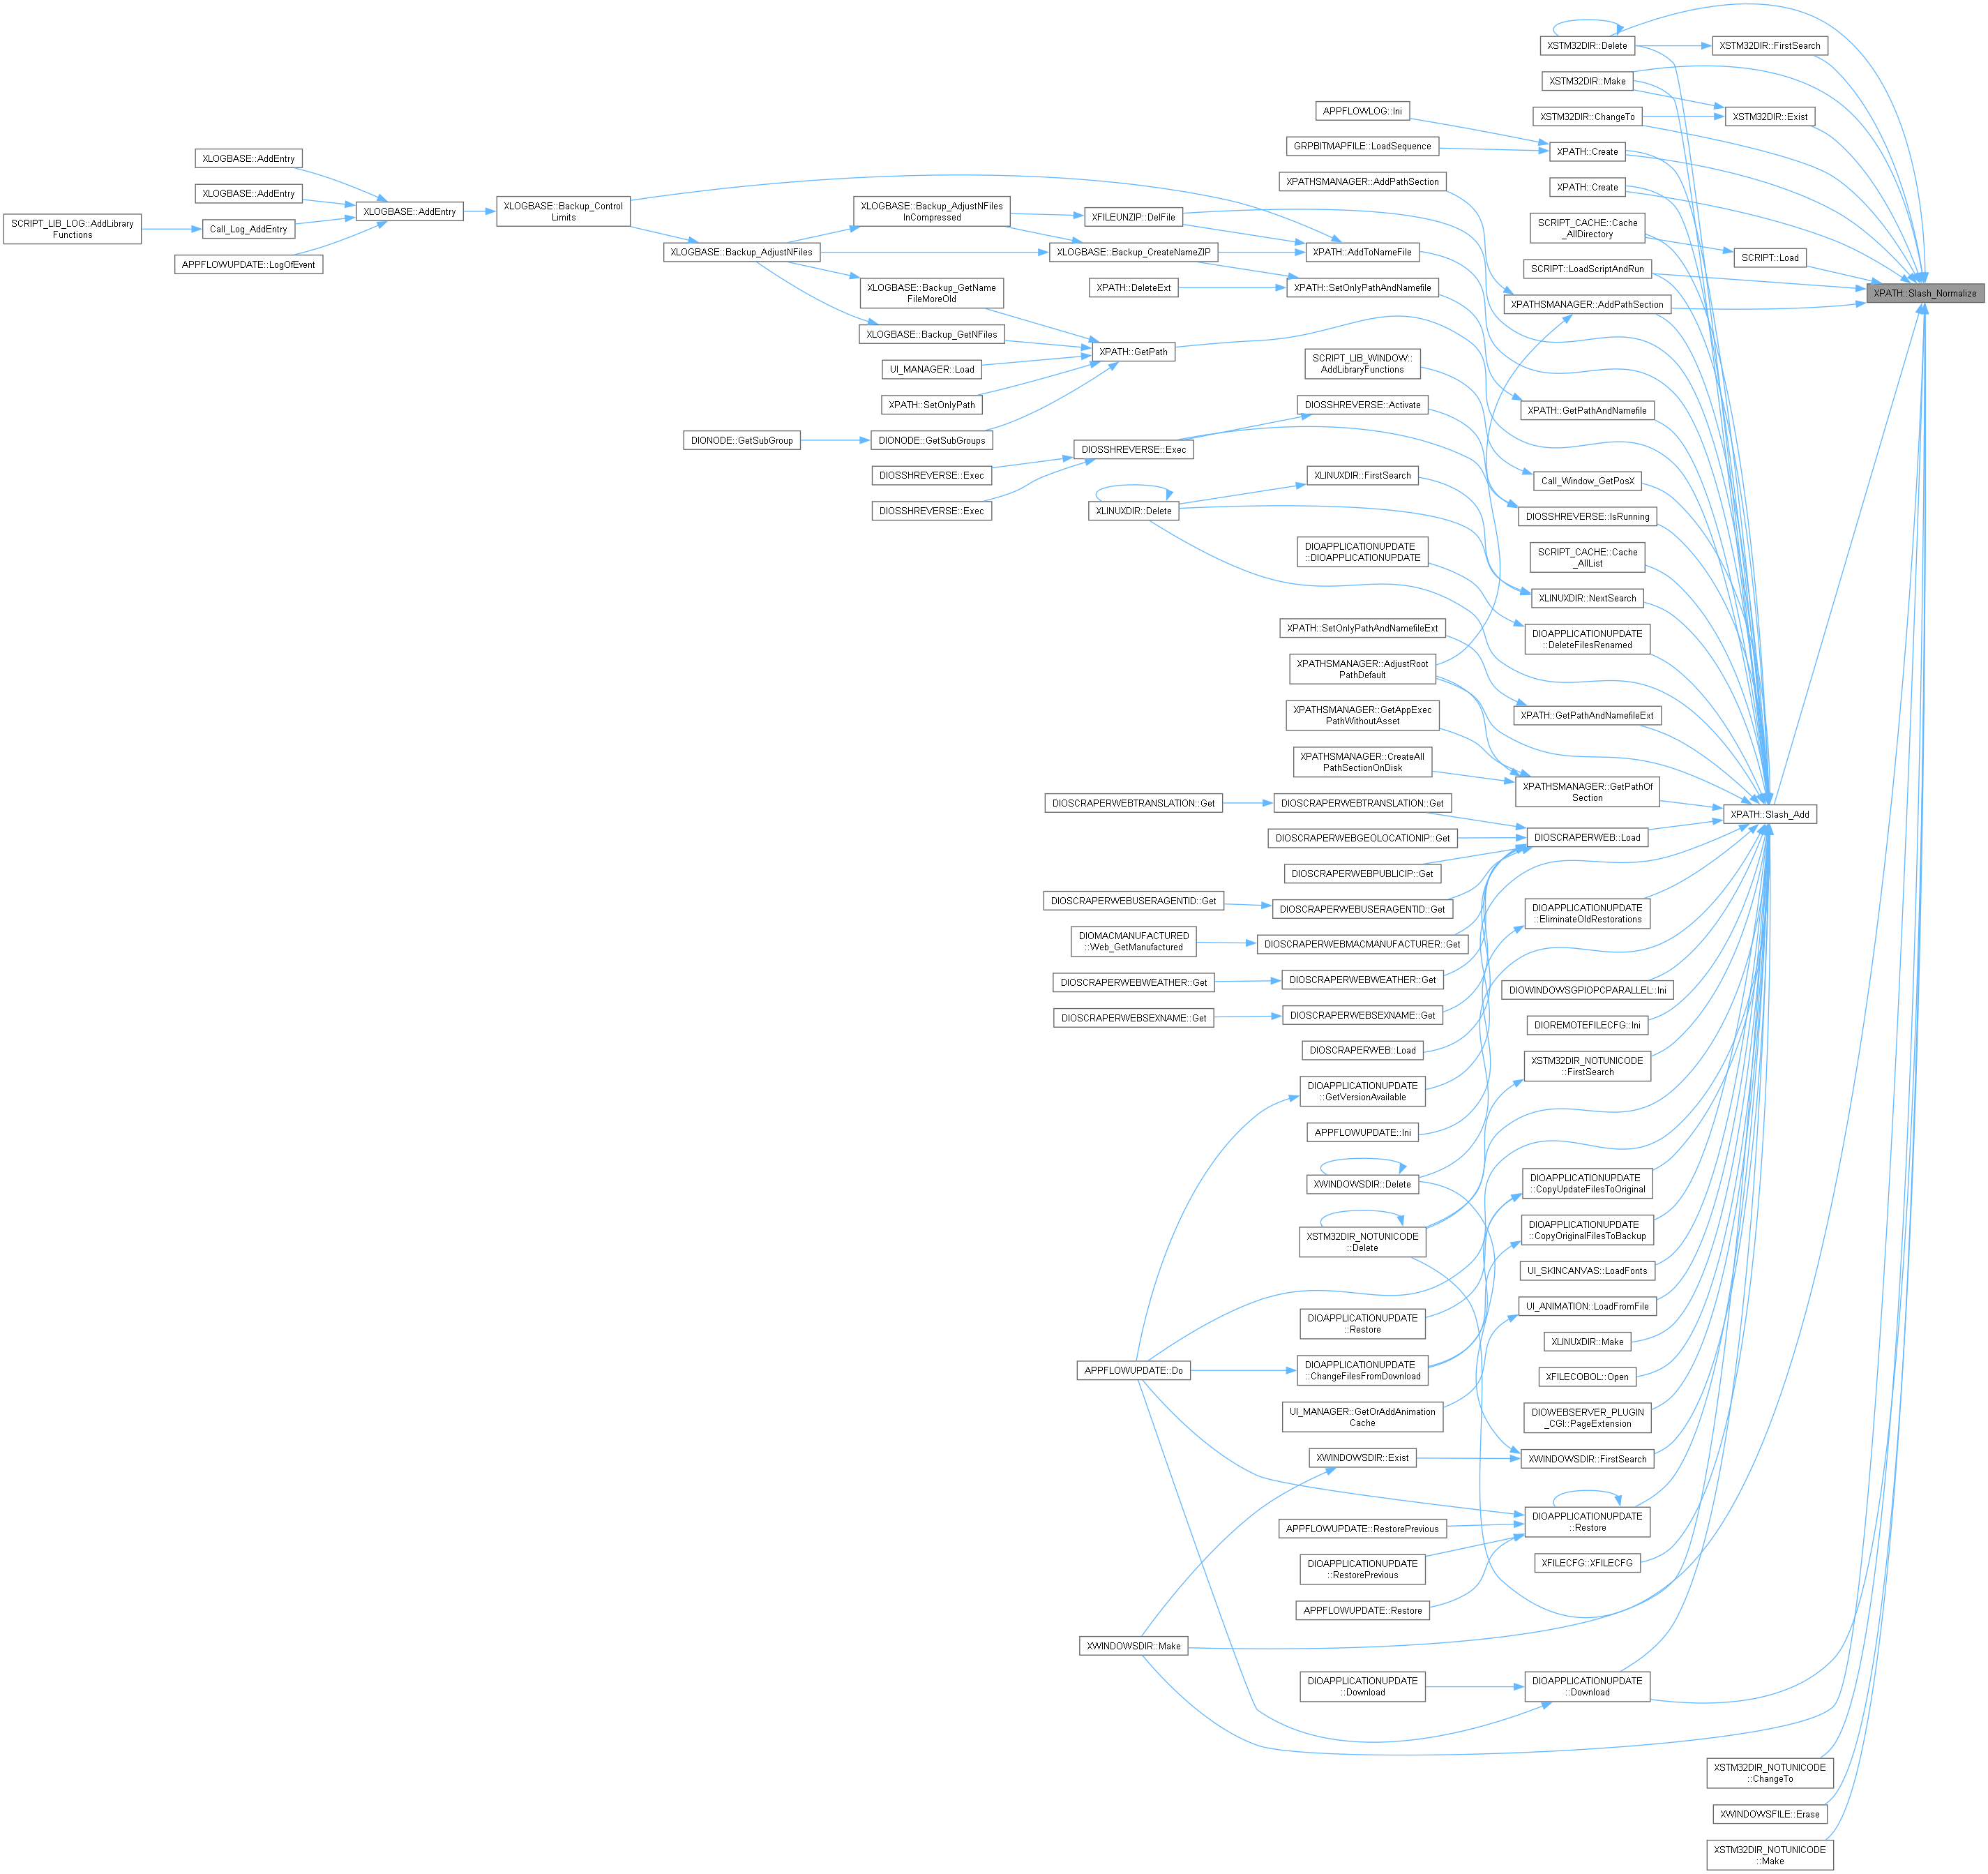 XSTM32DIR::Delete
XSTM32DIR::FirstSearch
XSTM32DIR::Make
APPFLOWLOG::Ini
XSTM32DIR::ChangeTo
XSTM32DIR::Exist
GRPBITMAPFILE::LoadSequence
XPATH::Create
XLOGBASE::AddEntry
XPATHSMANAGER::AddPathSection
XPATH::Create
XLOGBASE::AddEntry
XLOGBASE::Backup_Control
Limits
XLOGBASE::AddEntry
XLOGBASE::Backup_AdjustNFiles
InCompressed
XFILEUNZIP::DelFile
SCRIPT_CACHE::Cache
_AllDirectory
SCRIPT_LIB_LOG::AddLibrary
Functions
Call_Log_AddEntry
XLOGBASE::Backup_AdjustNFiles
XLOGBASE::Backup_CreateNameZIP
XPATH::AddToNameFile
SCRIPT::Load
APPFLOWUPDATE::LogOfEvent
SCRIPT::LoadScriptAndRun
XLOGBASE::Backup_GetName
FileMoreOld
XPATH::DeleteExt
XPATH::SetOnlyPathAndNamefile
XPATH::Slash_Normalize
XPATHSMANAGER::AddPathSection
XLOGBASE::Backup_GetNFiles
XPATH::GetPath
SCRIPT_LIB_WINDOW::
AddLibraryFunctions
UI_MANAGER::Load
XPATH::SetOnlyPath
DIOSSHREVERSE::Activate
XPATH::GetPathAndNamefile
DIONODE::GetSubGroup
DIONODE::GetSubGroups
DIOSSHREVERSE::Exec
DIOSSHREVERSE::Exec
XLINUXDIR::FirstSearch
Call_Window_GetPosX
DIOSSHREVERSE::Exec
XLINUXDIR::Delete
DIOSSHREVERSE::IsRunning
DIOAPPLICATIONUPDATE
::DIOAPPLICATIONUPDATE
SCRIPT_CACHE::Cache
_AllList
XLINUXDIR::NextSearch
XPATH::SetOnlyPathAndNamefileExt
DIOAPPLICATIONUPDATE
::DeleteFilesRenamed
XPATHSMANAGER::AdjustRoot
PathDefault
XPATHSMANAGER::GetAppExec
PathWithoutAsset
XPATH::GetPathAndNamefileExt
XPATHSMANAGER::CreateAll
PathSectionOnDisk
XPATHSMANAGER::GetPathOf
Section
DIOSCRAPERWEBTRANSLATION::Get
DIOSCRAPERWEBTRANSLATION::Get
XPATH::Slash_Add
DIOSCRAPERWEBGEOLOCATIONIP::Get
DIOSCRAPERWEB::Load
DIOSCRAPERWEBPUBLICIP::Get
DIOSCRAPERWEBUSERAGENTID::Get
DIOSCRAPERWEBUSERAGENTID::Get
DIOAPPLICATIONUPDATE
::EliminateOldRestorations
DIOMACMANUFACTURED
::Web_GetManufactured
DIOSCRAPERWEBMACMANUFACTURER::Get
DIOSCRAPERWEBWEATHER::Get
DIOSCRAPERWEBWEATHER::Get
DIOWINDOWSGPIOPCPARALLEL::Ini
DIOSCRAPERWEBSEXNAME::Get
DIOSCRAPERWEBSEXNAME::Get
DIOREMOTEFILECFG::Ini
DIOSCRAPERWEB::Load
XSTM32DIR_NOTUNICODE
::FirstSearch
DIOAPPLICATIONUPDATE
::GetVersionAvailable
APPFLOWUPDATE::Ini
XWINDOWSDIR::Delete
DIOAPPLICATIONUPDATE
::CopyUpdateFilesToOriginal
XSTM32DIR_NOTUNICODE
::Delete
DIOAPPLICATIONUPDATE
::CopyOriginalFilesToBackup
UI_SKINCANVAS::LoadFonts
DIOAPPLICATIONUPDATE
::Restore
UI_ANIMATION::LoadFromFile
XLINUXDIR::Make
APPFLOWUPDATE::Do
DIOAPPLICATIONUPDATE
::ChangeFilesFromDownload
XFILECOBOL::Open
UI_MANAGER::GetOrAddAnimation
Cache
DIOWEBSERVER_PLUGIN
_CGI::PageExtension
XWINDOWSDIR::Exist
XWINDOWSDIR::FirstSearch
APPFLOWUPDATE::RestorePrevious
DIOAPPLICATIONUPDATE
::Restore
DIOAPPLICATIONUPDATE
::RestorePrevious
XFILECFG::XFILECFG
APPFLOWUPDATE::Restore
XWINDOWSDIR::Make
DIOAPPLICATIONUPDATE
::Download
DIOAPPLICATIONUPDATE
::Download
XSTM32DIR_NOTUNICODE
::ChangeTo
XWINDOWSFILE::Erase
XSTM32DIR_NOTUNICODE
::Make